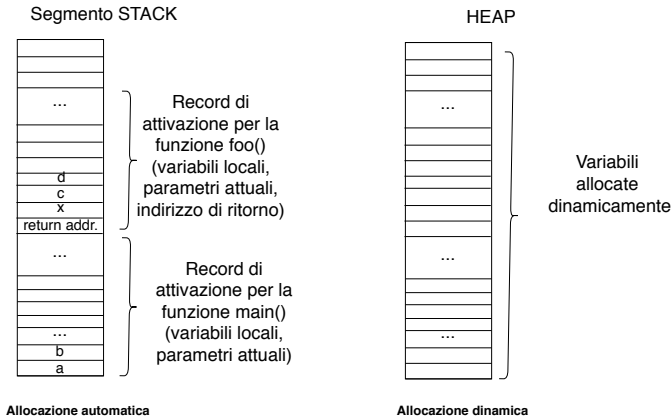 Segmento STACK
...
d
c
x
return addr.
...
...
b
a
Record di
attivazione per la
funzione foo()
(variabili locali,
parametri attuali,
indirizzo di ritorno)
Record di
attivazione per la
funzione main()
(variabili locali,
parametri attuali)
Allocazione automatica
HEAP
...
...
...
Variabili
allocate
dinamicamente
Allocazione dinamica